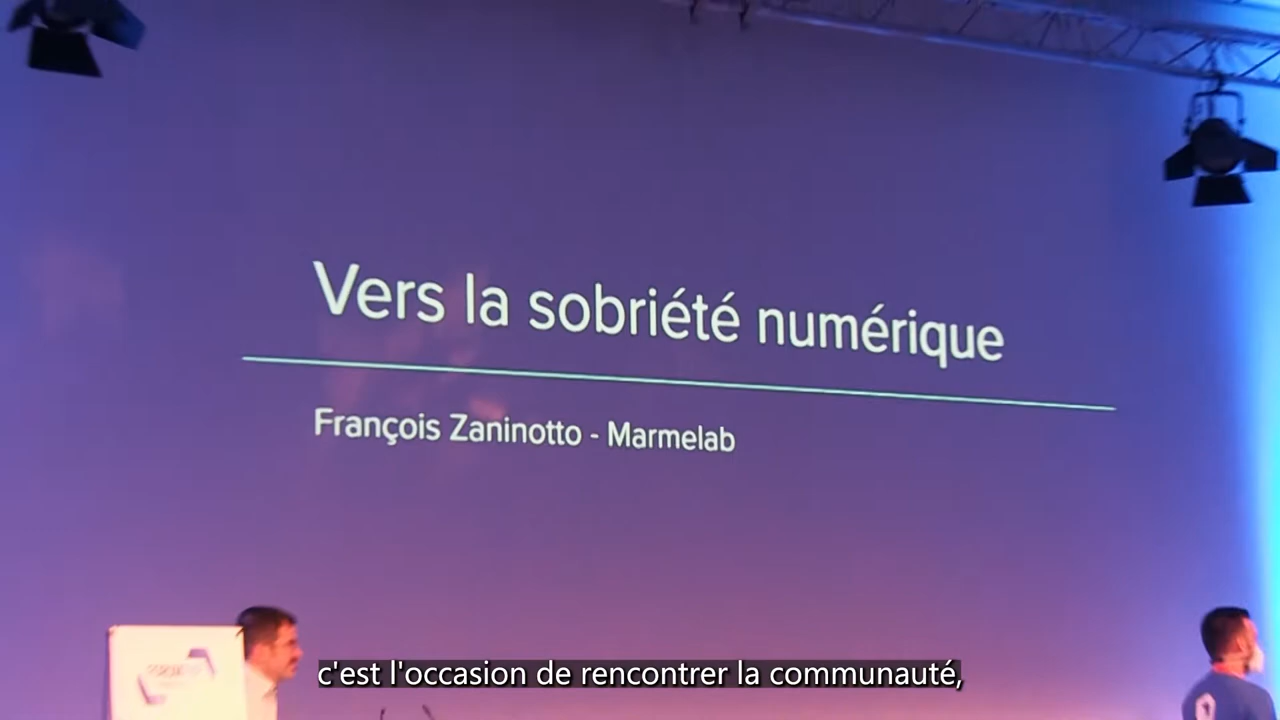 Vers la sobriété numérique
François Zaninotto - Marmelab
c'est l'occasion de rencontrer la communauté,